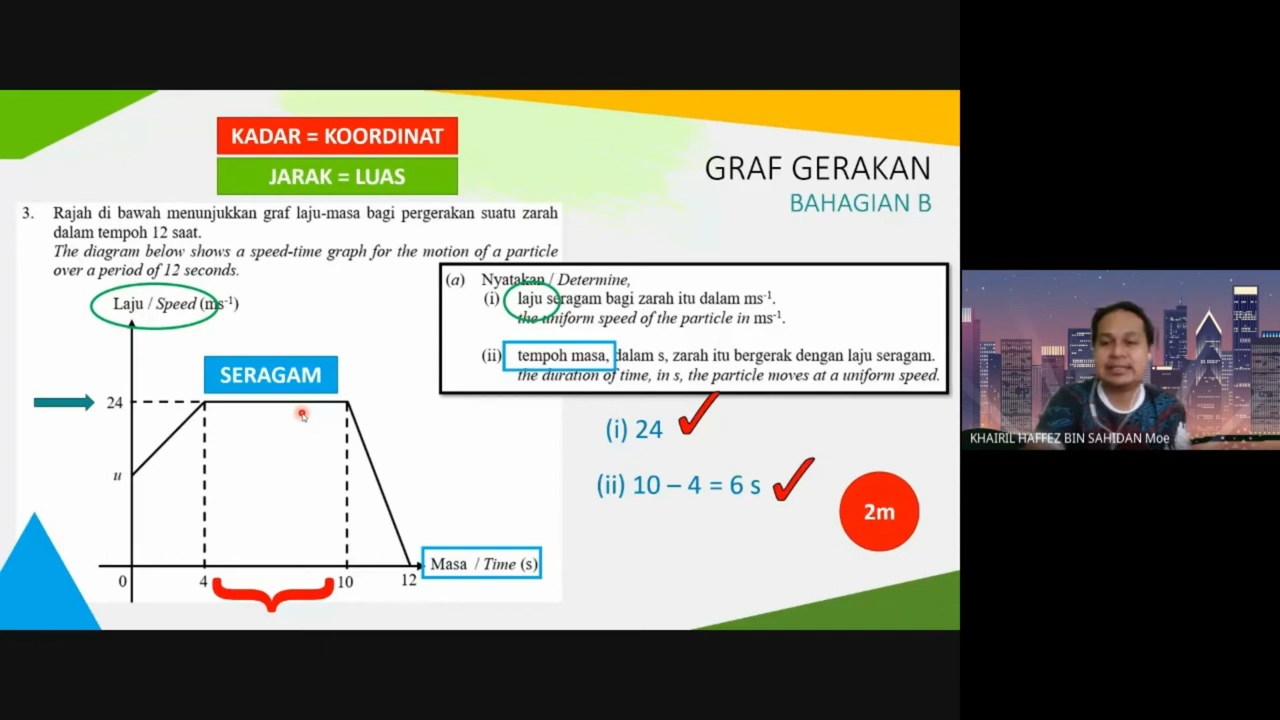 KADAR = KOORDINAT
JARAK = LUAS
GRAF GERAKAN
BAHAGIAN B
3. Rajah di bawah menunjukkan graf laju-masa bagi pergerakan suatu zarah
dalam tempoh 12 saat.
The diagram below shows a speed-time graph for the motion of a particle
over a period of 12 seconds.
Laju / Speed (ms⁻¹)
(a) Nyatakan / Determine,
(i) laju seragam bagi zarah itu dalam ms⁻¹.
the uniform speed of the particle in ms⁻¹.
(ii) tempoh masa, dalam s, zarah itu bergerak dengan laju seragam.
the duration of time, in s, the particle moves at a uniform speed.
SERAGAM
24
u
0 4 10 12
Masa / Time (s)
(i) 24
(ii) 10 – 4 = 6 s
2m
KHAIRIL HAFFEZ BIN SAHIDAN Moe